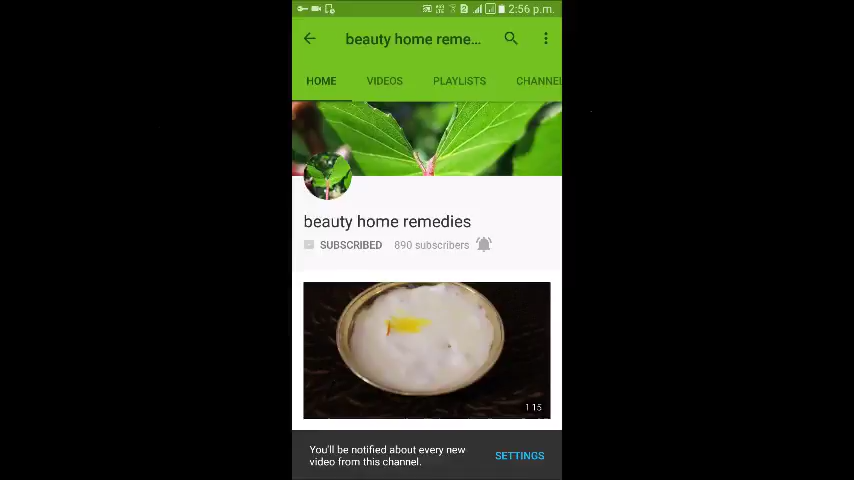 2:56 p.m.
beauty home reme...
HOME VIDEOS PLAYLISTS CHANNEL
beauty home remedies
SUBSCRIBED 890 subscribers
1:15
You'll be notified about every new
video from this channel.
SETTINGS